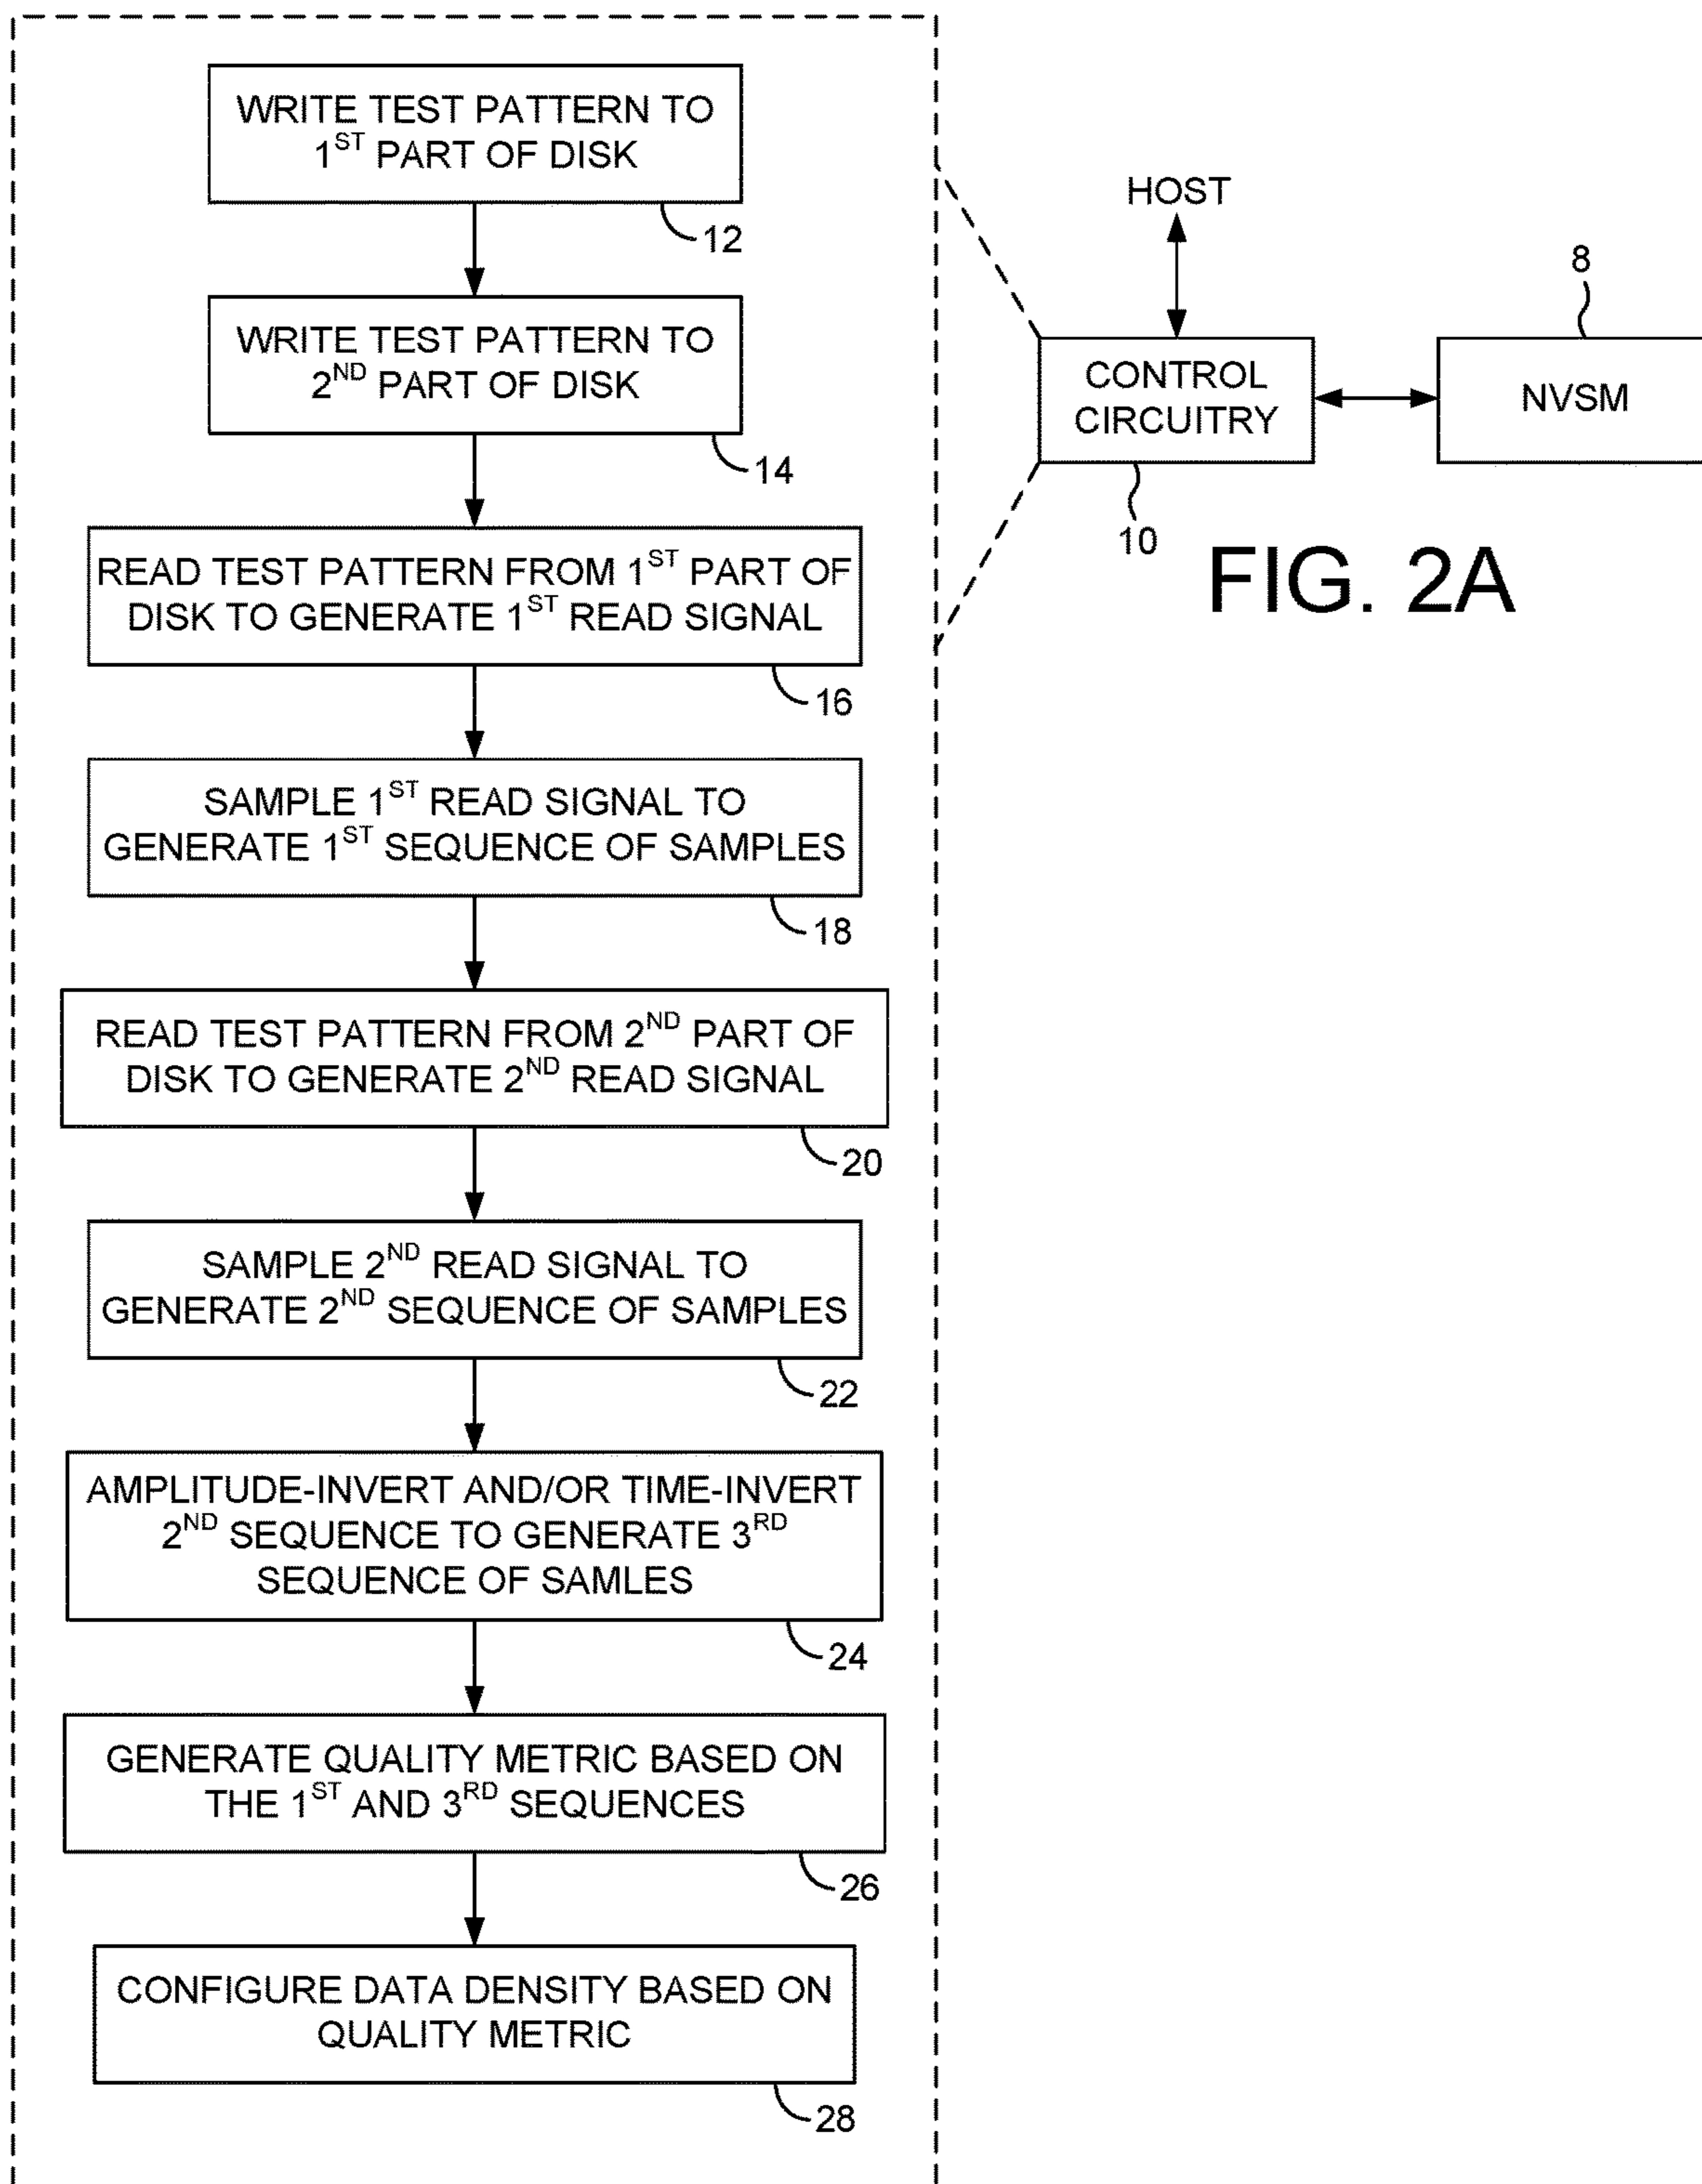 WRITE TEST PATTERN TO
1ST PART OF DISK
12
WRITE TEST PATTERN TO
2ND PART OF DISK
14
READ TEST PATTERN FROM 1ST PART OF
DISK TO GENERATE 1ST READ SIGNAL
16
SAMPLE 1ST READ SIGNAL TO
GENERATE 1ST SEQUENCE OF SAMPLES
18
READ TEST PATTERN FROM 2ND PART OF
DISK TO GENERATE 2ND READ SIGNAL
20
SAMPLE 2ND READ SIGNAL TO
GENERATE 2ND SEQUENCE OF SAMPLES
22
AMPLITUDE-INVERT AND/OR TIME-INVERT
2ND SEQUENCE TO GENERATE 3RD
SEQUENCE OF SAMLES
24
GENERATE QUALITY METRIC BASED ON
THE 1ST AND 3RD SEQUENCES
26
CONFIGURE DATA DENSITY BASED ON
QUALITY METRIC
28
HOST
CONTROL
CIRCUITRY
10
8
NVSM
FIG. 2A